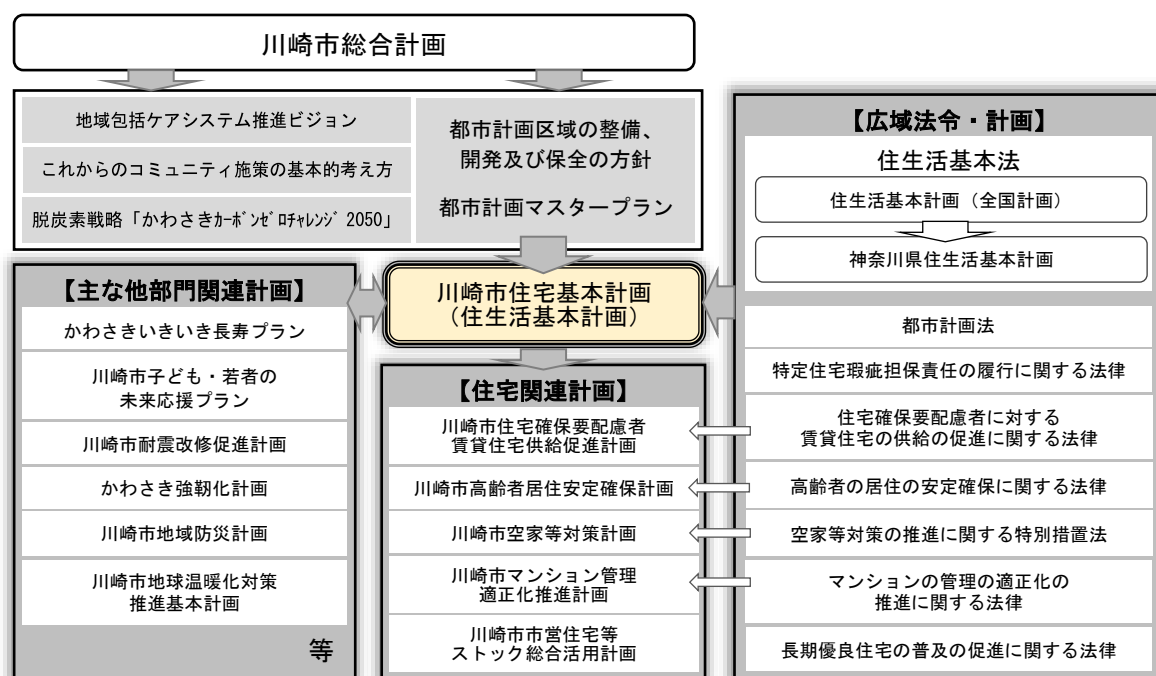 川崎市総合計画
地域包括ケアシステム推進ビジョン
これからのコミュニティ施策の基本的考え方
脱炭素戦略「かわさきｶｰﾎﾞﾝｾﾞﾛﾁｬﾚﾝｼﾞ 2050」
都市計画区域の整備、
開発及び保全の方針
都市計画マスタープラン
【広域法令・計画】
住生活基本法
住生活基本計画（全国計画）
神奈川県住生活基本計画
都市計画法
特定住宅瑕疵担保責任の履行に関する法律
住宅確保要配慮者に対する
賃貸住宅の供給の促進に関する法律
高齢者の居住の安定確保に関する法律
空家等対策の推進に関する特別措置法
マンションの管理の適正化の
推進に関する法律
長期優良住宅の普及の促進に関する法律
川崎市住宅基本計画
（住生活基本計画）
【主な他部門関連計画】
かわさきいきいき長寿プラン
川崎市子ども・若者の
未来応援プラン
川崎市耐震改修促進計画
かわさき強靱化計画
川崎市地域防災計画
川崎市地球温暖化対策
推進基本計画
等
【住宅関連計画】
川崎市住宅確保要配慮者
賃貸住宅供給促進計画
川崎市高齢者居住安定確保計画
川崎市空家等対策計画
川崎市マンション管理
適正化推進計画
川崎市市営住宅等
ストック総合活用計画